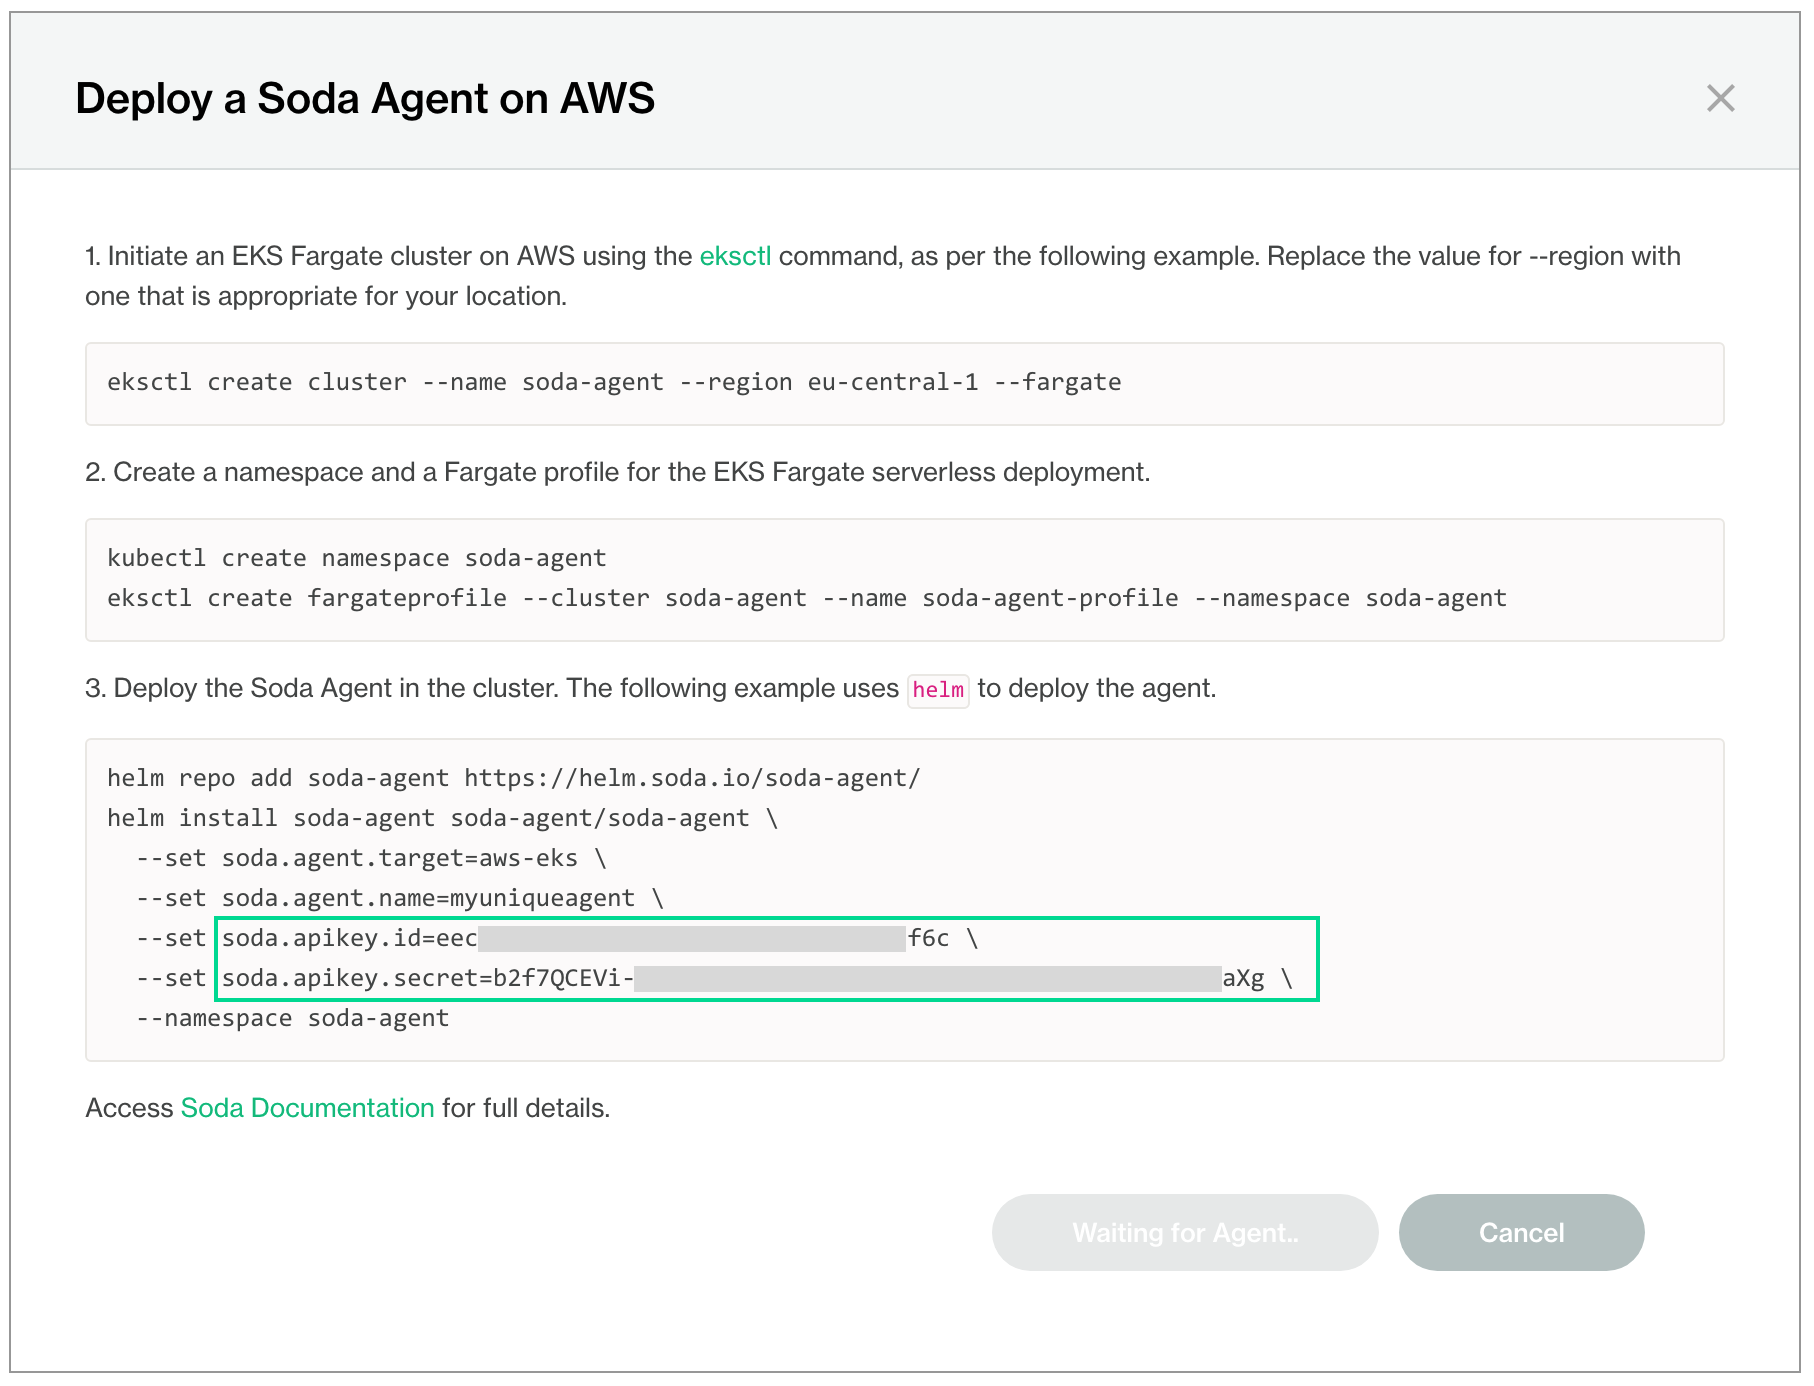 Deploy a Soda Agent on AWS
1. Initiate an EKS Fargate cluster on AWS using the eksctl command, as per the following example. Replace the value for --region with
one that is appropriate for your location.
eksctl create cluster --name soda-agent --region eu-central-1 --fargate
2. Create a namespace and a Fargate profile for the EKS Fargate serverless deployment.
kubectl create namespace soda-agent
eksctl create fargateprofile --cluster soda-agent --name soda-agent-profile --namespace soda-agent
3. Deploy the Soda Agent in the cluster. The following example uses helm to deploy the agent.
helm repo add soda-agent https://helm.soda.io/soda-agent/
helm install soda-agent soda-agent/soda-agent \
--set soda.agent.target=aws-eks \
--set soda.agent.name=myuniqueagent \
--set soda.apikey.id=eec f6c \
--set soda.apikey.secret=b2f7QCEVi- aXg \
--namespace soda-agent
Access Soda Documentation for full details.
Waiting for Agent..
Cancel